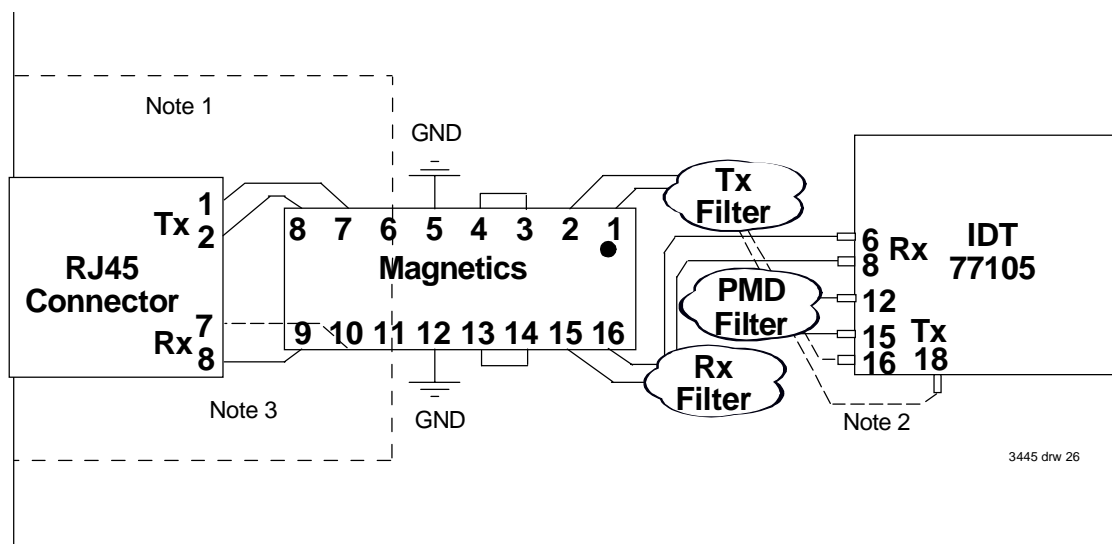 Note 1
GND
Tx
1
2
RJ45
Connector
7
Rx
8
Note 3
8 7 6 5 4 3 2 1
Magnetics
9 10 11 12 13 14 15 16
GND
Tx
Filter
PMD
Filter
Rx
Filter
6
Rx
8
IDT
77105
12
15
Tx
16
18
Note 2
3445 drw 26